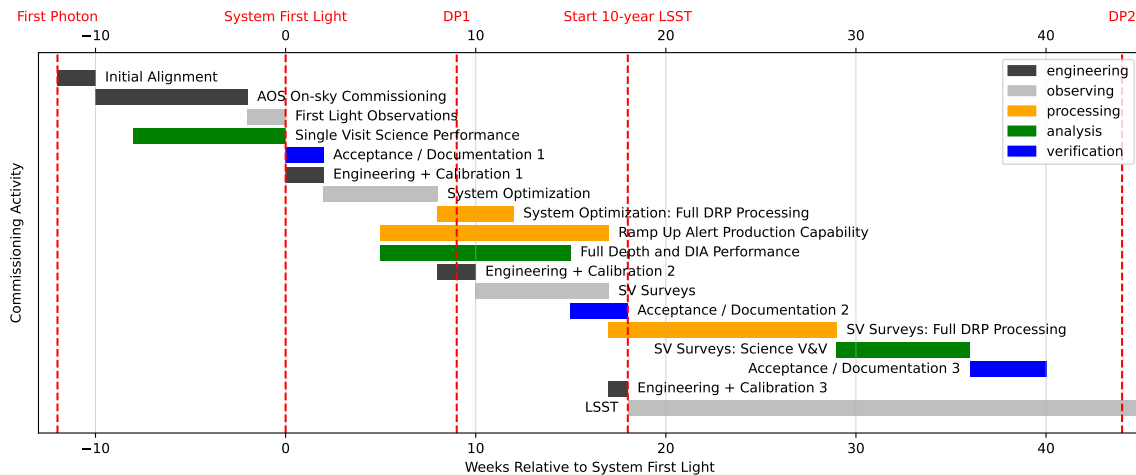 First Photon System First Light DP1 Start 10-year LSST DP2
−10 0 10 20 30 40
engineering
observing
processing
analysis
verification
Initial Alignment
AOS On-sky Commissioning
First Light Observations
Single Visit Science Performance
Acceptance / Documentation 1
Engineering + Calibration 1
System Optimization
System Optimization: Full DRP Processing
Ramp Up Alert Production Capability
Full Depth and DIA Performance
Engineering + Calibration 2
SV Surveys
Acceptance / Documentation 2
SV Surveys: Full DRP Processing
SV Surveys: Science V&V
Acceptance / Documentation 3
Engineering + Calibration 3
LSST
Commissioning Activity
−10 0 10 20 30 40
Weeks Relative to System First Light